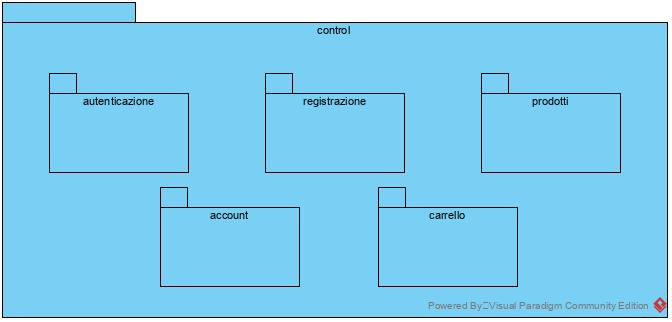 control
autenticazione
registrazione
prodotti
account
carrello
Powered By Visual Paradigm Community Edition